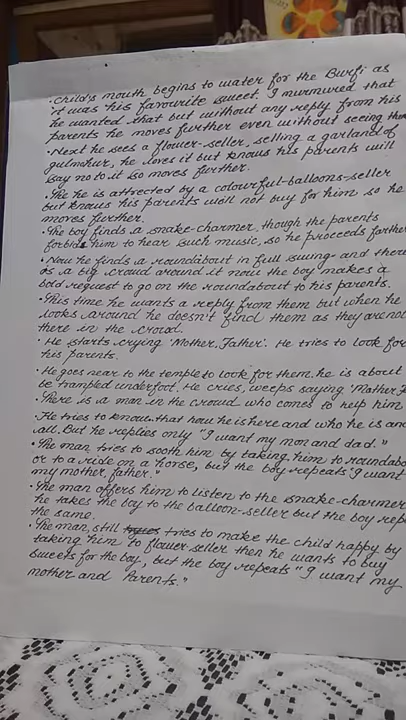 • Child's mouth begins to water for the Burfi as
it was his favourite sweet. I murmured that
he wanted that but without any reply from his
parents he moves further even without seeing them
• Next he sees a flower-seller, selling a garland of
gulmohur, he loves it but knows his parents will
say no to it so moves further.
• The he is attrected by a colourful-balloons-seller
but knows his parents will not buy for him so he
moves further.
• The boy finds a snake-charmer, though the parents
forbids him to hear such music, so he proceeds farther
• Now he finds a roundabout in full swing and there
as a big crowd around it now the boy makes a
bold request to go on the roundabout to his parents.
• This time he wants a reply from them but when he
looks around he doesn't find them as they are not
there in the crowd.
• He starts crying 'Mother, Father'. He tries to look for
his parents.
• He goes near to the temple to look for them. he is about
be trampled underfoot. He cries, weeps saying 'Mother, F
• There is a man in the crowd who comes to help him
• He tries to know that how he is here and who he is and
all. But he replies only "I want my mon and dad."
• The man tries to sooth him by taking him to roundabo
or to a ride on a horse, but the boy repeats 'I want
my mother, father."
• The man offers him to listen to the snake-charmer
he takes the boy to the balloon-seller but the boy rep
the same.
• The man, still tries to make the child happy by
taking him to flower seller then he wants to buy
sweets for the boy, but the boy repeats "I want my
mother and Parents."